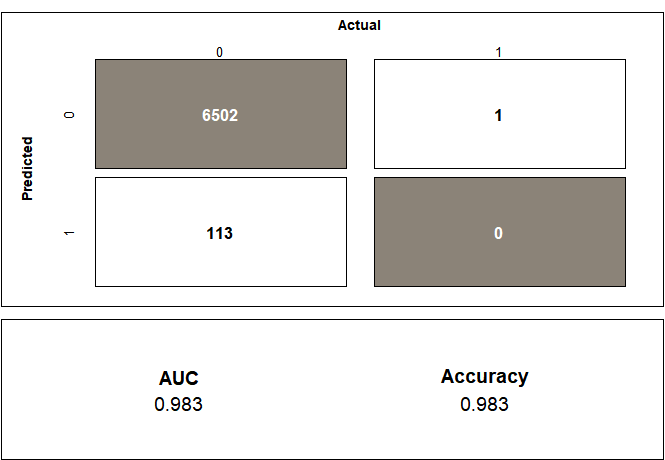 Actual
0 1
0 6502 1
Predicted
1 113 0
AUC Accuracy
0.983 0.983